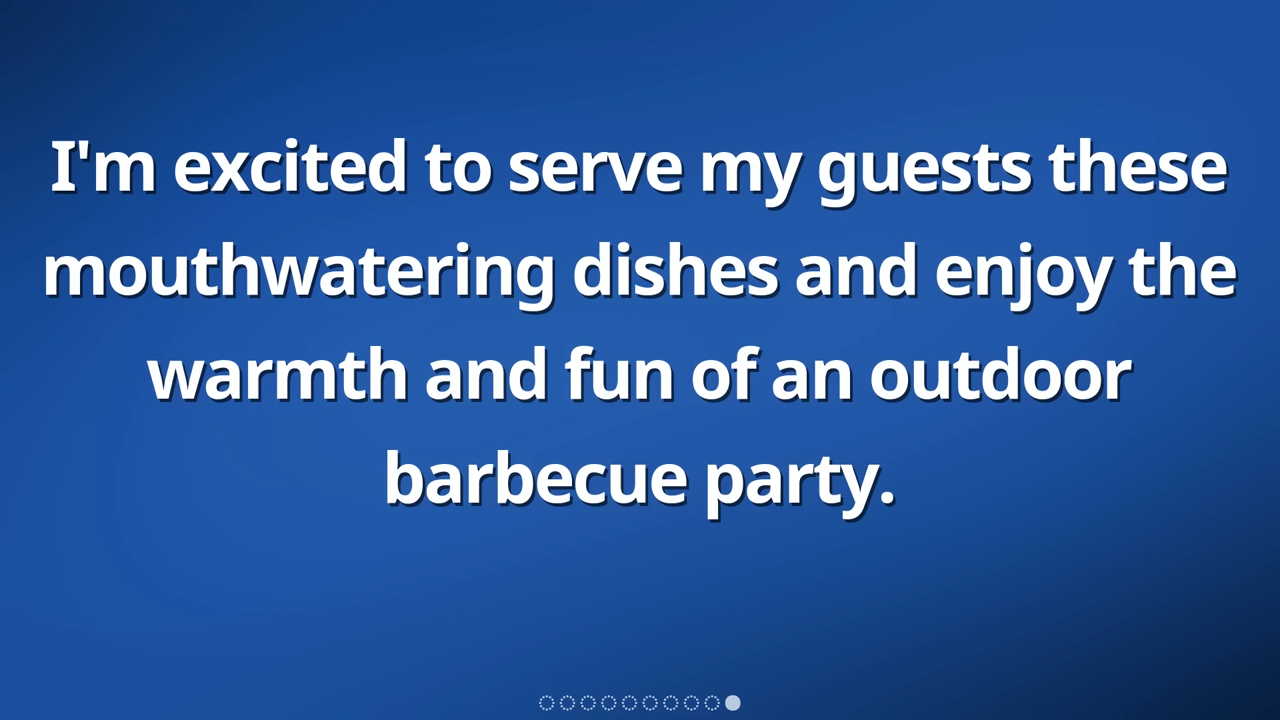 I'm excited to serve my guests these
mouthwatering dishes and enjoy the
warmth and fun of an outdoor
barbecue party.